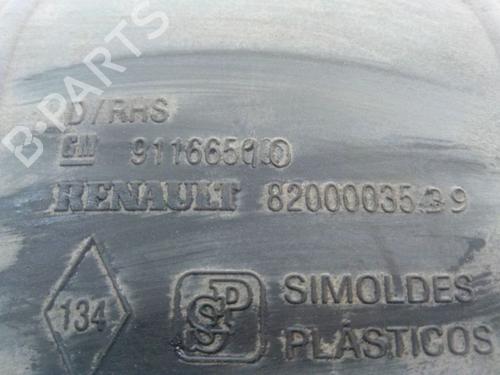 D/RHS
GM 91166510
RENAULT 8200003539
134 SP SIMOLDES
PLÁSTICOS
B-PARTS